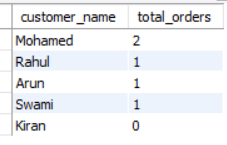 customer_name total_orders
Mohamed 2
Rahul 1
Arun 1
Swami 1
Kiran 0